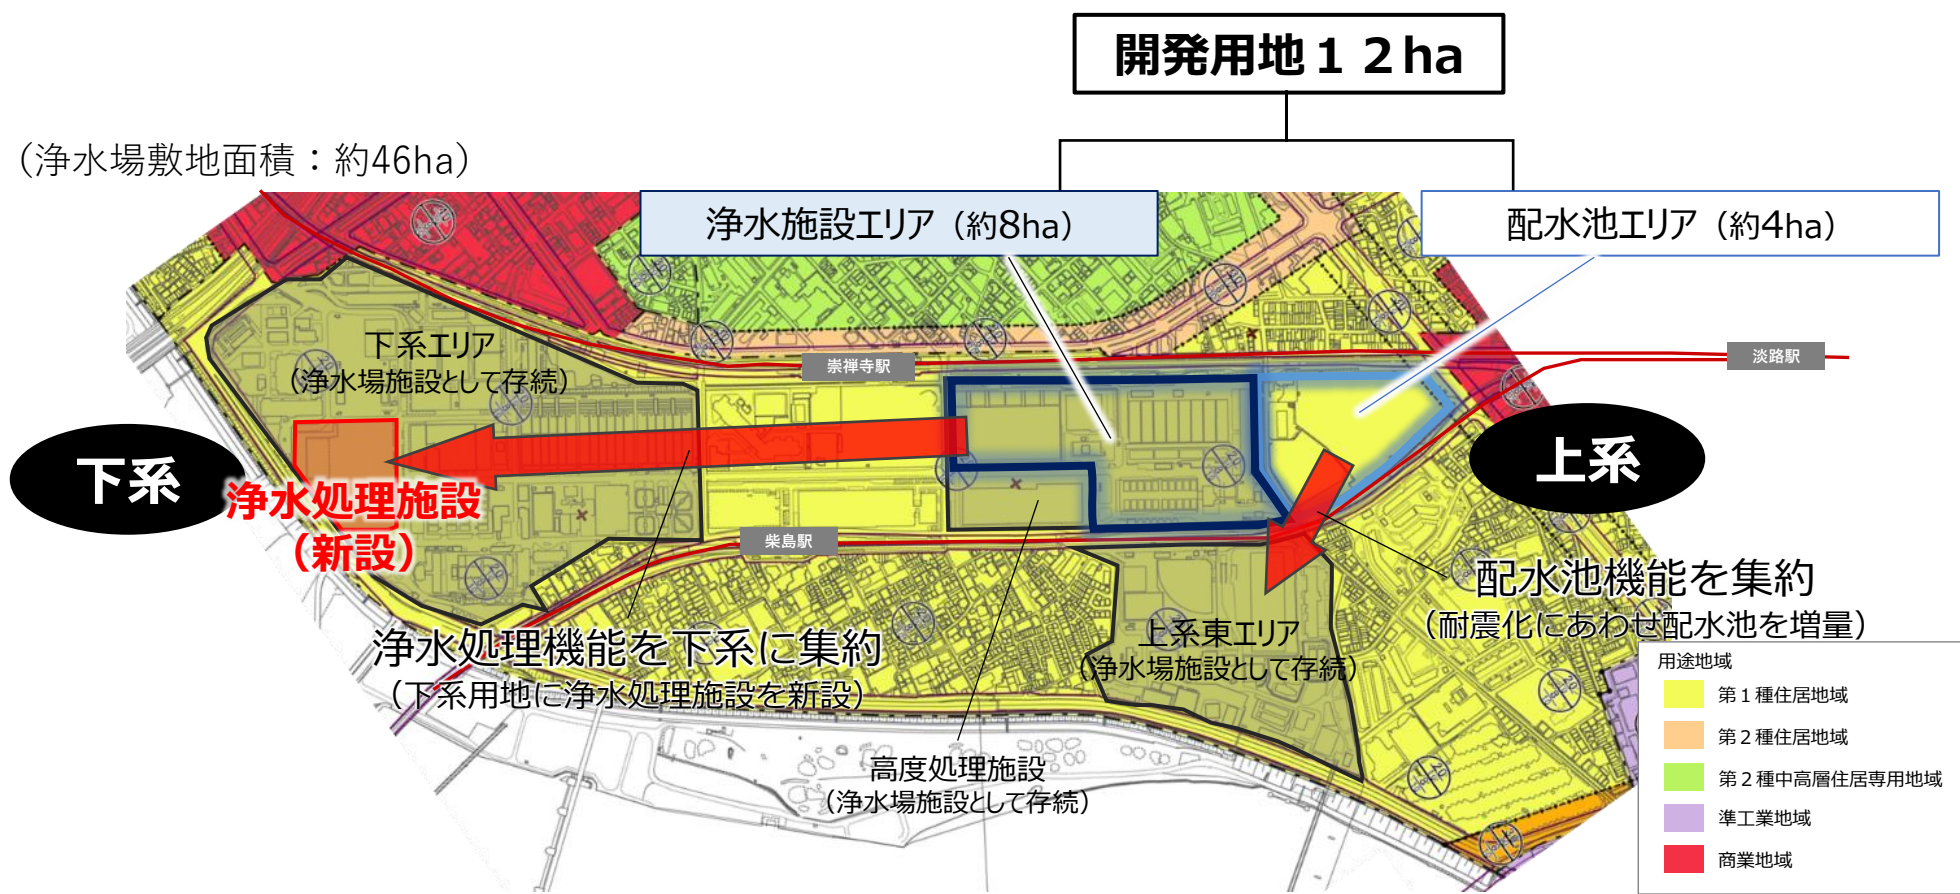 開発用地１２ha
（浄水場敷地面積：約46ha）
浄水施設エリア（約8ha）
配水池エリア（約4ha）
下系エリア
（浄水場施設として存続）
崇禅寺駅
淡路駅
下系
上系
浄水処理施設
（新設）
柴島駅
配水池機能を集約
（耐震化にあわせ配水池を増量）
浄水処理機能を下系に集約
（下系用地に浄水処理施設を新設）
上系東エリア
（浄水場施設として存続）
高度処理施設
（浄水場施設として存続）
用途地域
第１種住居地域
第２種住居地域
第２種中高層住居専用地域
準工業地域
商業地域